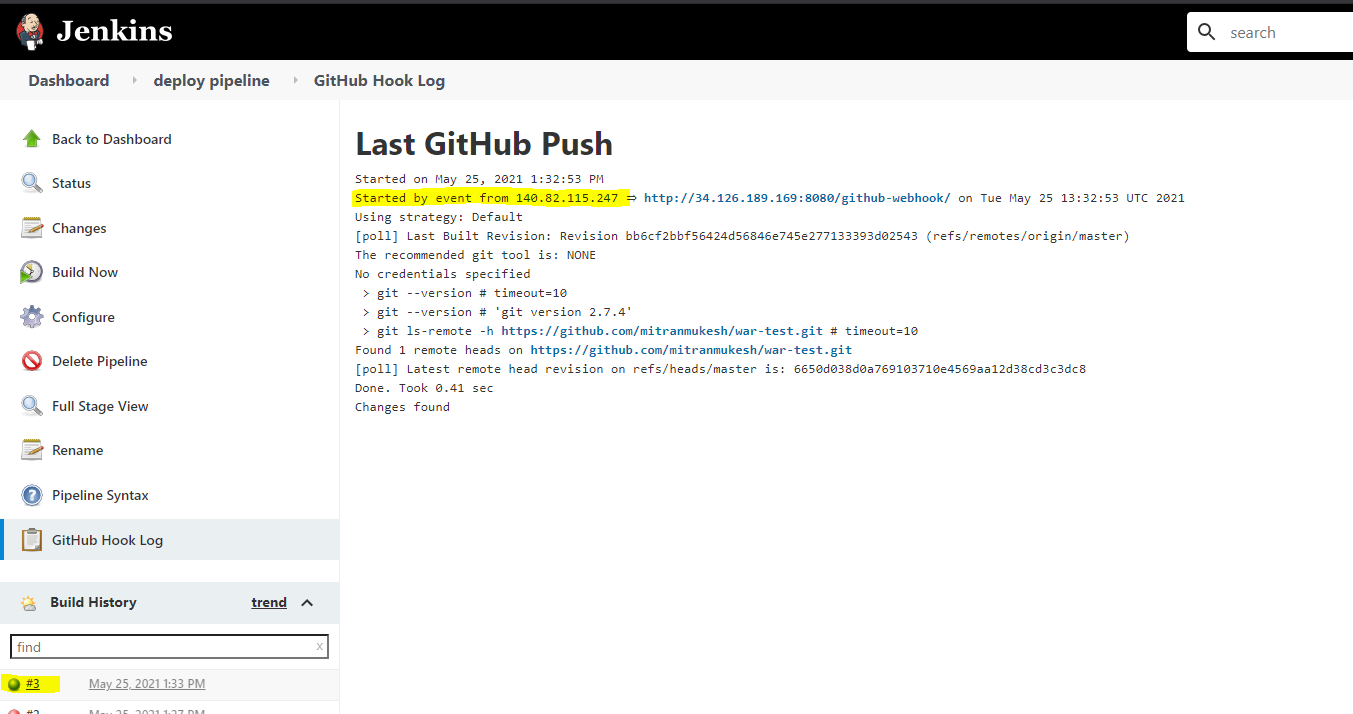 Jenkins
search
Dashboard
deploy pipeline
GitHub Hook Log
Back to Dashboard
Status
Changes
Build Now
Configure
Delete Pipeline
Full Stage View
Rename
Pipeline Syntax
GitHub Hook Log
Build History trend
find x
#3 May 25, 2021 1:33 PM
#2 May 25, 2021 1:27 PM
Last GitHub Push
Started on May 25, 2021 1:32:53 PM
Started by event from 140.82.115.247 ⇒ http://34.126.189.169:8080/github-webhook/ on Tue May 25 13:32:53 UTC 2021
Using strategy: Default
[poll] Last Built Revision: Revision bb6cf2bbf56424d56846e745e277133393d02543 (refs/remotes/origin/master)
The recommended git tool is: NONE
No credentials specified
> git --version # timeout=10
> git --version # 'git version 2.7.4'
> git ls-remote -h https://github.com/mitranmukesh/war-test.git # timeout=10
Found 1 remote heads on https://github.com/mitranmukesh/war-test.git
[poll] Latest remote head revision on refs/heads/master is: 6650d038d0a769103710e4569aa12d38cd3c3dc8
Done. Took 0.41 sec
Changes found